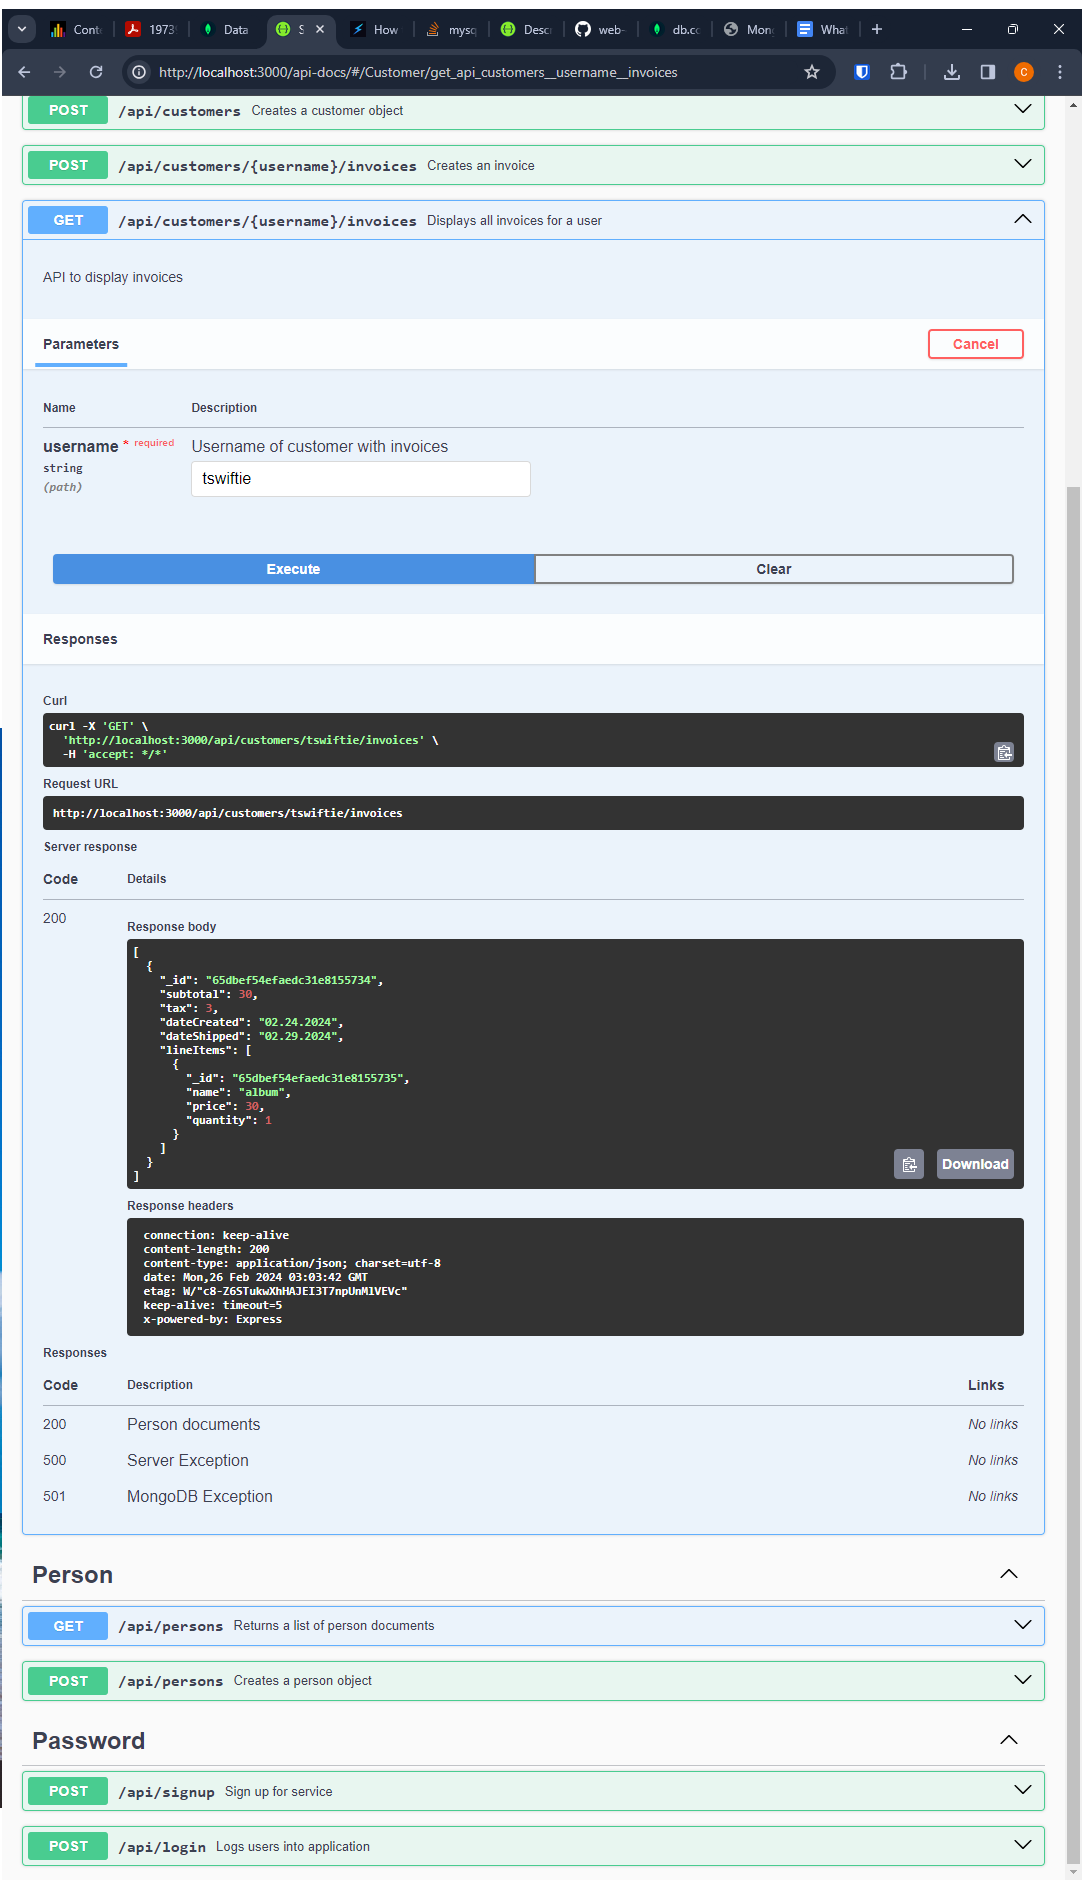 Conte
1973
Data
S
How
mysq
Desc
web-
db.cc
Mong
What
http://localhost:3000/api-docs/#/Customer/get_api_customers__username__invoices
C
POST /api/customers Creates a customer object
POST /api/customers/{username}/invoices Creates an invoice
GET /api/customers/{username}/invoices Displays all invoices for a user
API to display invoices
Parameters
Cancel
Name Description
username * required Username of customer with invoices
string
(path)
tswiftie
Execute
Clear
Responses
Curl
curl -X 'GET' \
'http://localhost:3000/api/customers/tswiftie/invoices' \
-H 'accept: */*'
Request URL
http://localhost:3000/api/customers/tswiftie/invoices
Server response
Code Details
200
Response body
[
{
"_id": "65dbef54efaedc31e8155734",
"subtotal": 30,
"tax": 3,
"dateCreated": "02.24.2024",
"dateShipped": "02.29.2024",
"lineItems": [
{
"_id": "65dbef54efaedc31e8155735",
"name": "album",
"price": 30,
"quantity": 1
}
]
}
]
Download
Response headers
connection: keep-alive
content-length: 200
content-type: application/json; charset=utf-8
date: Mon,26 Feb 2024 03:03:42 GMT
etag: W/"c8-Z6STukwXhHAJEI3T7npUnMlVEVc"
keep-alive: timeout=5
x-powered-by: Express
Responses
Code Description Links
200 Person documents No links
500 Server Exception No links
501 MongoDB Exception No links
Person
GET /api/persons Returns a list of person documents
POST /api/persons Creates a person object
Password
POST /api/signup Sign up for service
POST /api/login Logs users into application